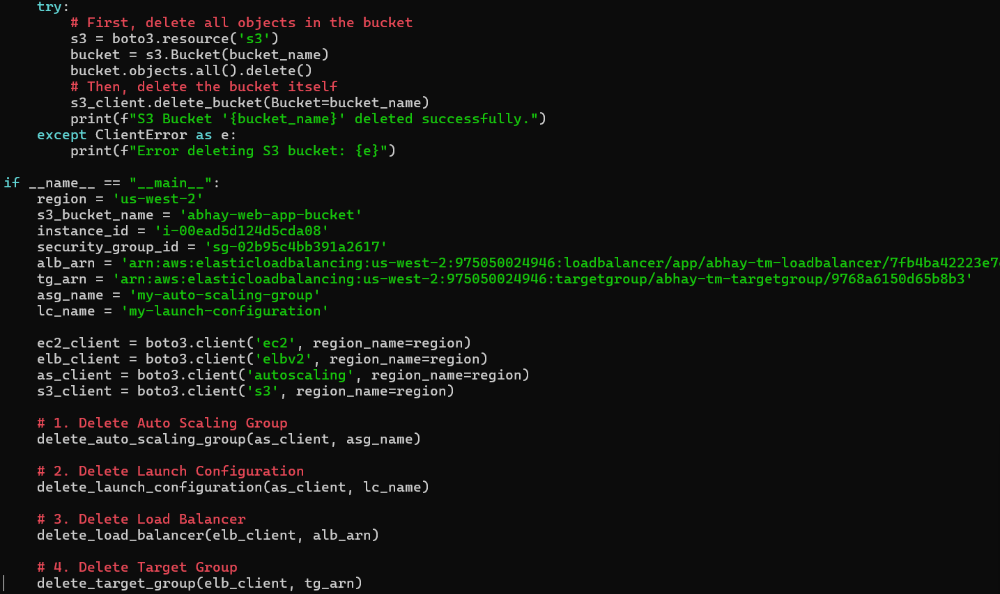 try:
# First, delete all objects in the bucket
s3 = boto3.resource('s3')
bucket = s3.Bucket(bucket_name)
bucket.objects.all().delete()
# Then, delete the bucket itself
s3_client.delete_bucket(Bucket=bucket_name)
print(f"S3 Bucket '{bucket_name}' deleted successfully.")
except ClientError as e:
print(f"Error deleting S3 bucket: {e}")
if __name__ == "__main__":
region = 'us-west-2'
s3_bucket_name = 'abhay-web-app-bucket'
instance_id = 'i-00ead5d124d5cda08'
security_group_id = 'sg-02b95c4bb391a2617'
alb_arn = 'arn:aws:elasticloadbalancing:us-west-2:975050024946:loadbalancer/app/abhay-tm-loadbalancer/7fb4ba42223e7
tg_arn = 'arn:aws:elasticloadbalancing:us-west-2:975050024946:targetgroup/abhay-tm-targetgroup/9768a6150d65b8b3'
asg_name = 'my-auto-scaling-group'
lc_name = 'my-launch-configuration'
ec2_client = boto3.client('ec2', region_name=region)
elb_client = boto3.client('elbv2', region_name=region)
as_client = boto3.client('autoscaling', region_name=region)
s3_client = boto3.client('s3', region_name=region)
# 1. Delete Auto Scaling Group
delete_auto_scaling_group(as_client, asg_name)
# 2. Delete Launch Configuration
delete_launch_configuration(as_client, lc_name)
# 3. Delete Load Balancer
delete_load_balancer(elb_client, alb_arn)
# 4. Delete Target Group
delete_target_group(elb_client, tg_arn)